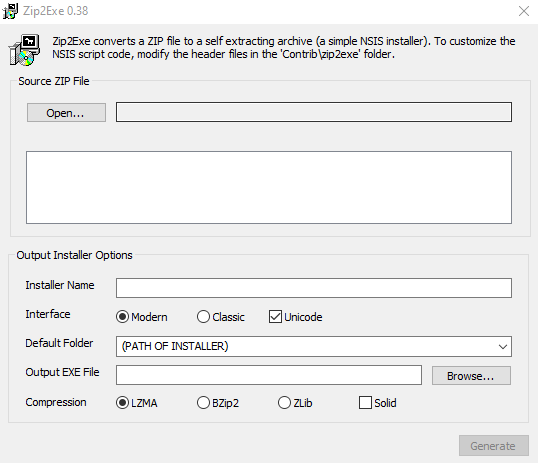 Zip2Exe 0.38
Zip2Exe converts a ZIP file to a self extracting archive (a simple NSIS installer). To customize the
NSIS script code, modify the header files in the 'Contrib\zip2exe' folder.
Source ZIP File
Open...
Output Installer Options
Installer Name
Interface Modern Classic Unicode
Default Folder (PATH OF INSTALLER)
Output EXE File Browse...
Compression LZMA BZip2 ZLib Solid
Generate